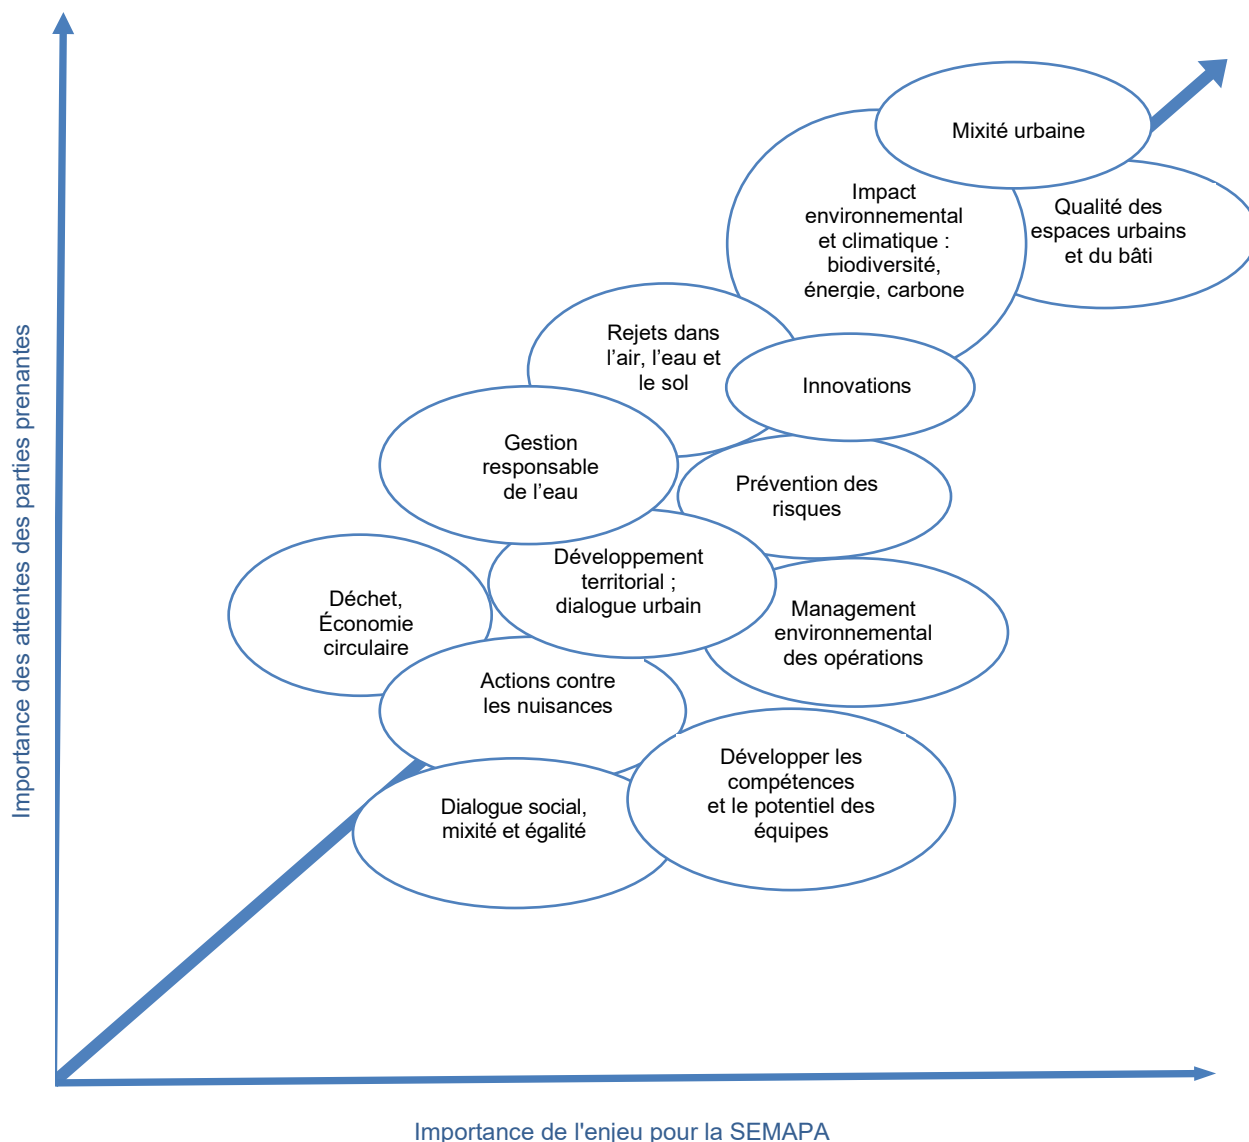 Mixité urbaine
Impact
environnemental
et climatique :
biodiversité,
énergie, carbone
Qualité des
espaces urbains
et du bâti
Rejets dans
l’air, l’eau et
le sol
Innovations
Gestion
responsable
de l’eau
Prévention des
risques
Développement
territorial ;
dialogue urbain
Déchet,
Économie
circulaire
Management
environnemental
des opérations
Actions contre
les nuisances
Développer les
compétences
et le potentiel des
équipes
Dialogue social,
mixité et égalité
Importance des attentes des parties prenantes
Importance de l'enjeu pour la SEMAPA